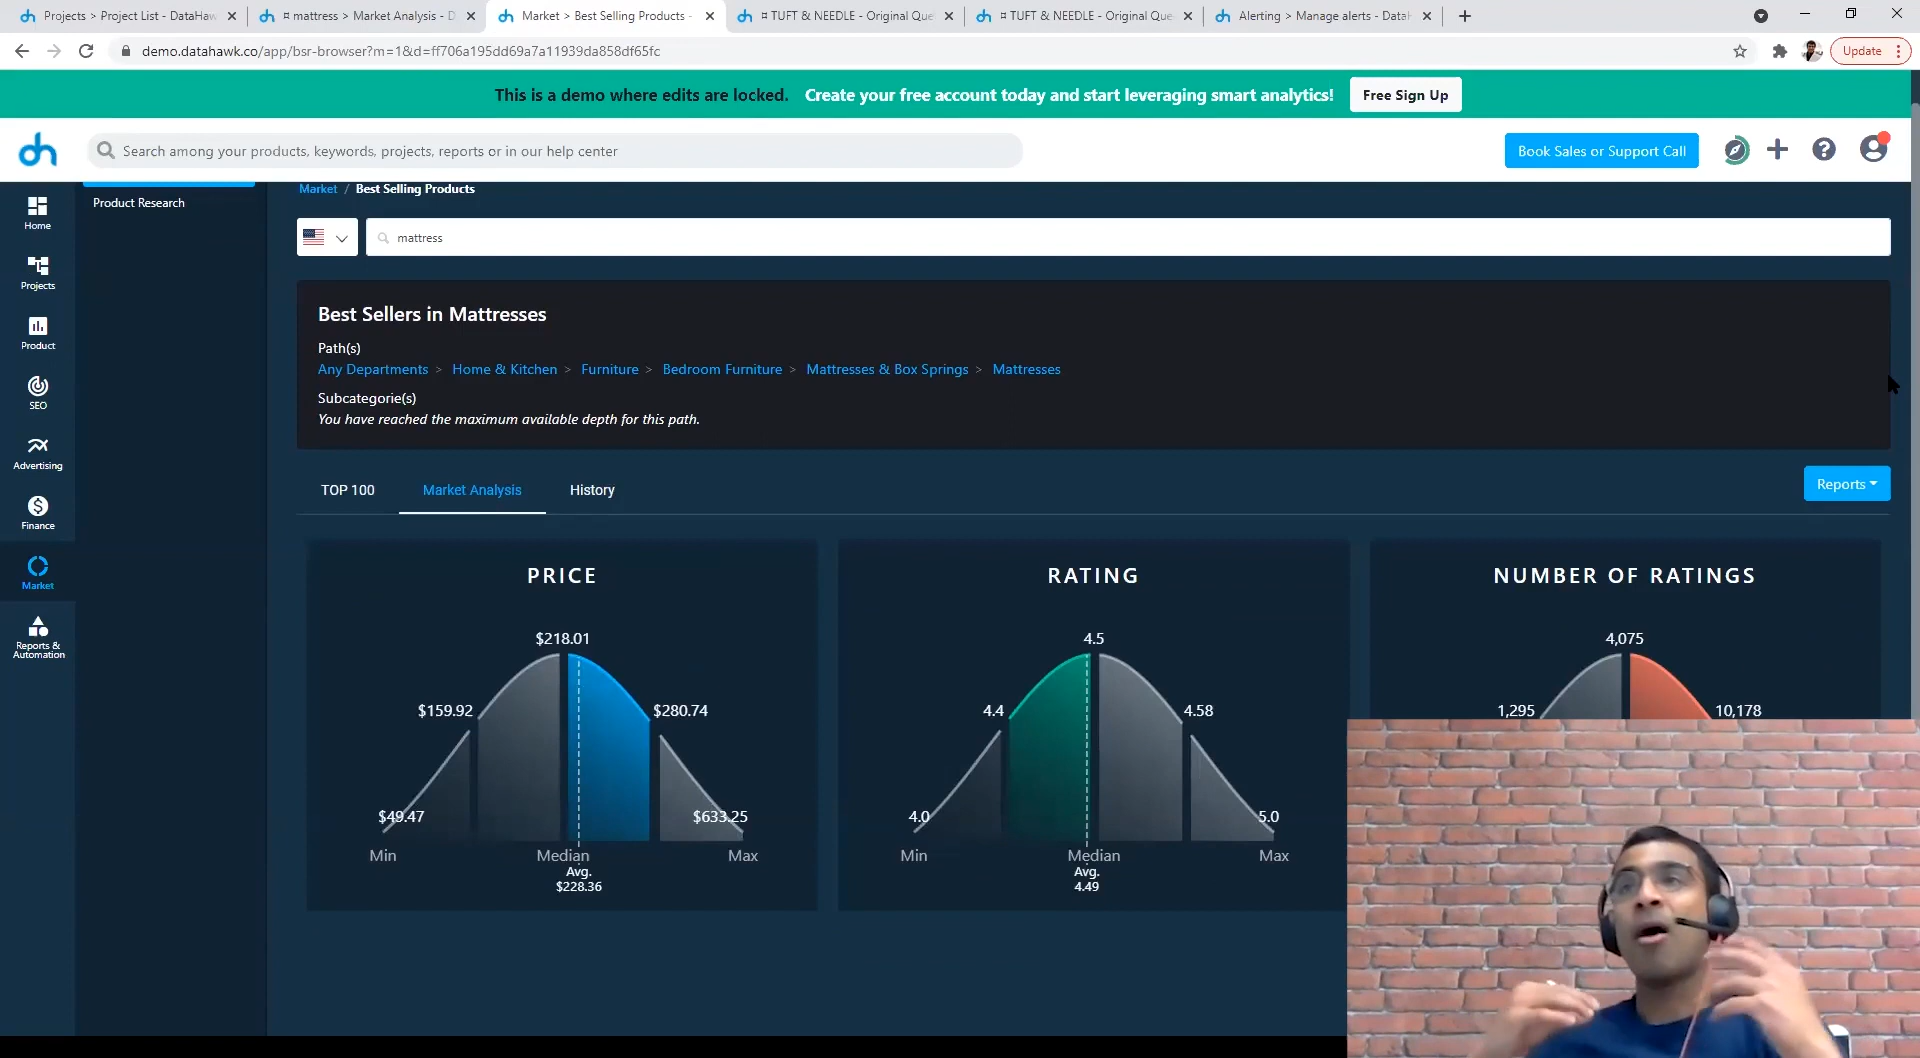 Projects > Project List - DataHaw
¤ mattress > Market Analysis - D
Market > Best Selling Products -
¤ TUFT & NEEDLE - Original Que
¤ TUFT & NEEDLE - Original Que
Alerting > Manage alerts - DataH
demo.datahawk.co/app/bsr-browser?m=1&d=ff706a195dd69a7a11939da858df65fc
Update
This is a demo where edits are locked. Create your free account today and start leveraging smart analytics!
Free Sign Up
dh
Search among your products, keywords, projects, reports or in our help center
Book Sales or Support Call
Home
Projects
Product
SEO
Advertising
Finance
Market
Reports &
Automation
Product Research
Market / Best Selling Products
mattress
Best Sellers in Mattresses
Path(s)
Any Departments > Home & Kitchen > Furniture > Bedroom Furniture > Mattresses & Box Springs > Mattresses
Subcategorie(s)
You have reached the maximum available depth for this path.
TOP 100
Market Analysis
History
Reports
PRICE
$218.01
$159.92
$280.74
$49.47
$633.25
Min
Median
Max
Avg.
$228.36
RATING
4.5
4.4
4.58
4.0
5.0
Min
Median
Max
Avg.
4.49
NUMBER OF RATINGS
4,075
1,295
10,178